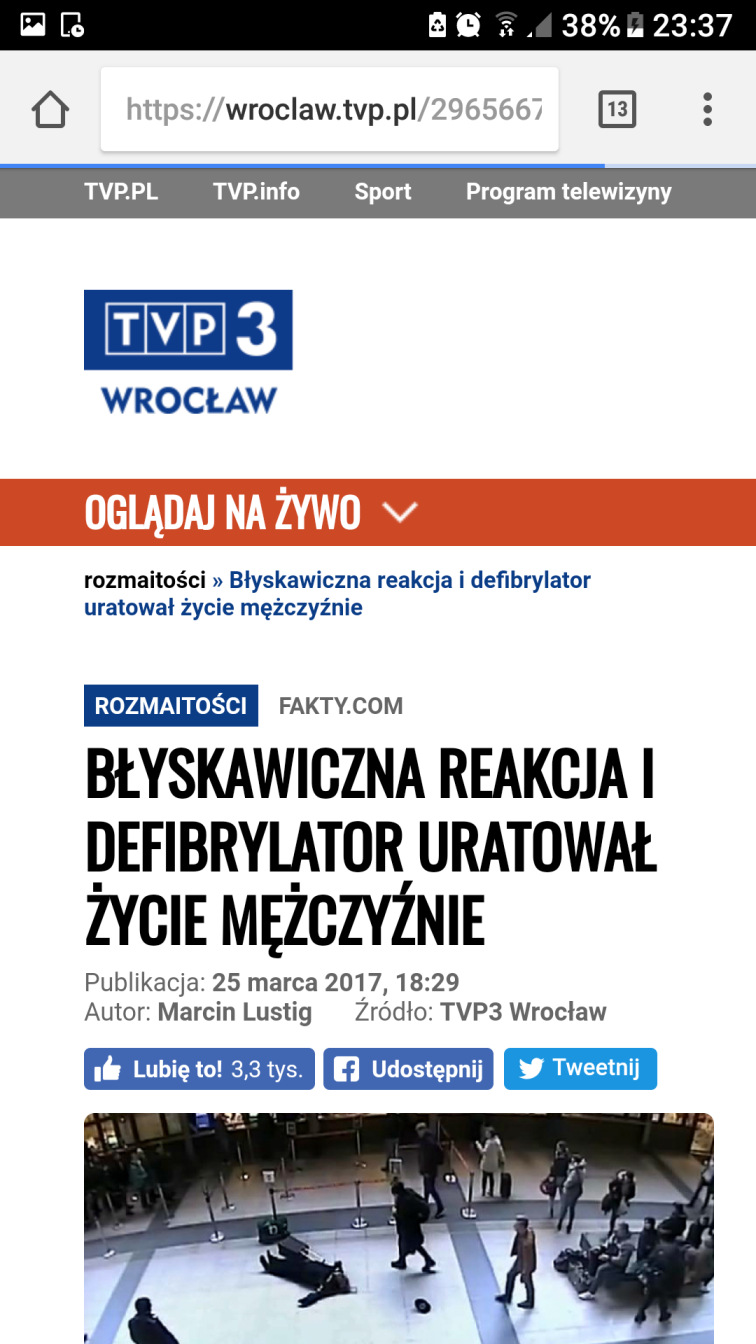 38% 23:37
https://wroclaw.tvp.pl/2965667
13
TVP.PL TVP.info Sport Program telewizyny
TVP3
WROCŁAW
OGLĄDAJ NA ŻYWO
rozmaitości » Błyskawiczna reakcja i defibrylator
uratował życie mężczyźnie
ROZMAITOŚCI FAKTY.COM
BŁYSKAWICZNA REAKCJA I
DEFIBRYLATOR URATOWAŁ
ŻYCIE MĘŻCZYŹNIE
Publikacja: 25 marca 2017, 18:29
Autor: Marcin Lustig Źródło: TVP3 Wrocław
Lubię to! 3,3 tys. Udostępnij Tweetnij